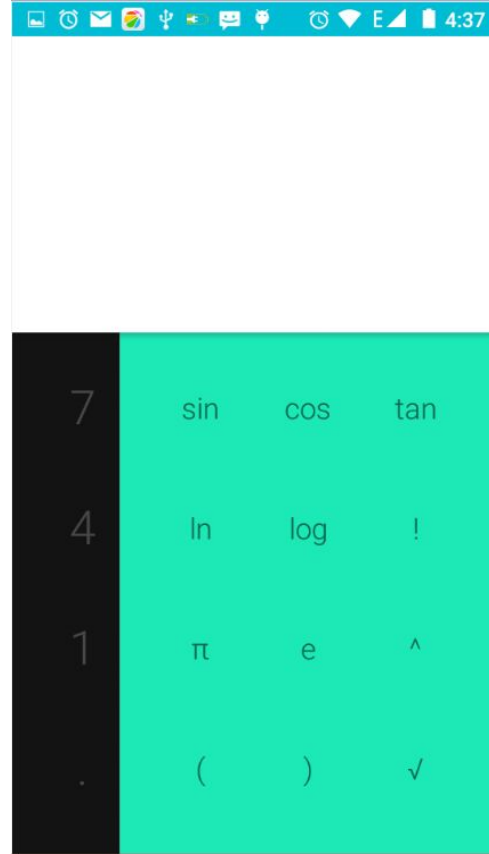 E 4:37
7 sin cos tan
4 ln log !
1 π e ^
. ( ) √